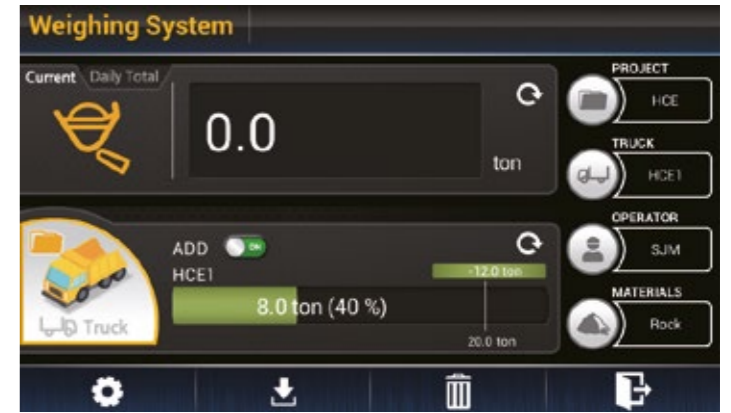 Weighing System
Current Daily Total
0.0
ton
PROJECT
HCE
TRUCK
HCE1
OPERATOR
SJM
MATERIALS
Rock
ADD ON
HCE1
-12.0 ton
8.0 ton (40 %)
20.0 ton
Truck